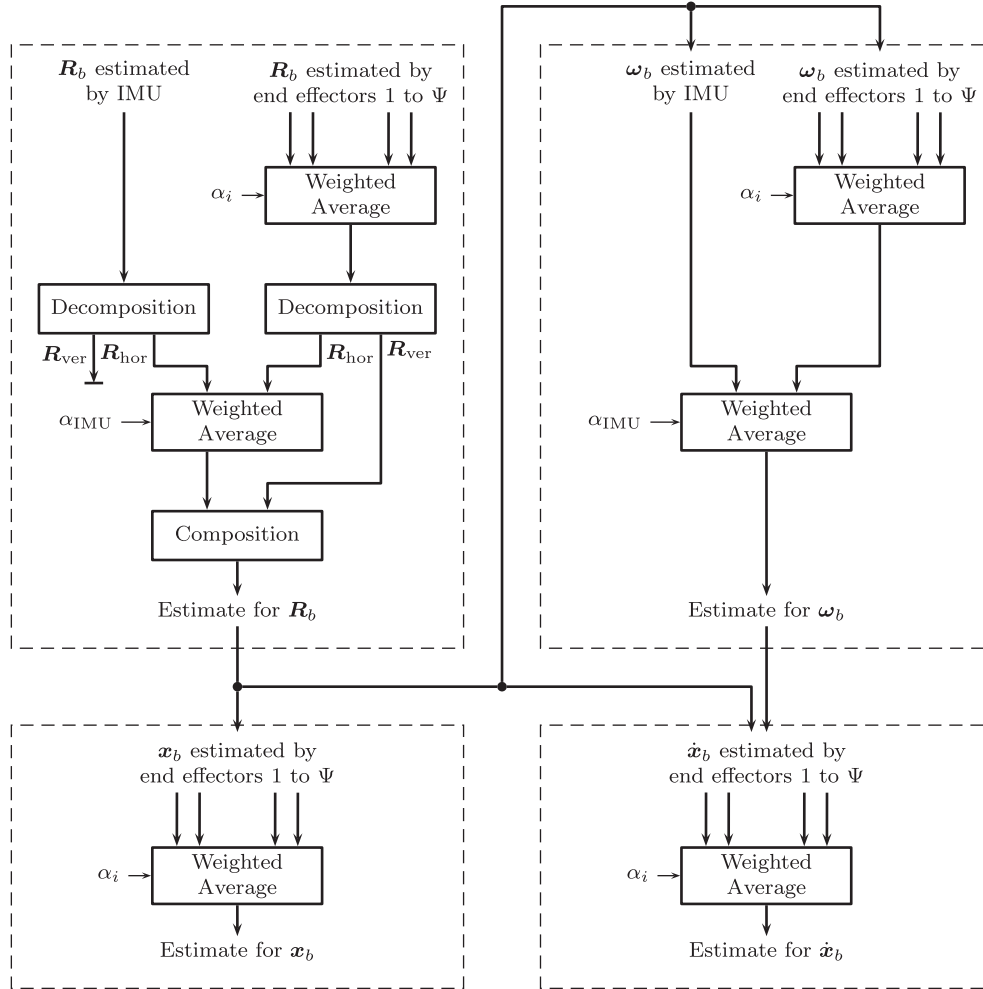 R_b estimated
by IMU
R_b estimated by
end effectors 1 to Ψ
α_i
Weighted
Average
Decomposition
Decomposition
R_ver
R_hor
R_hor
R_ver
α_IMU
Weighted
Average
Composition
Estimate for R_b
ω_b estimated
by IMU
ω_b estimated by
end effectors 1 to Ψ
α_i
Weighted
Average
α_IMU
Weighted
Average
Estimate for ω_b
x_b estimated by
end effectors 1 to Ψ
α_i
Weighted
Average
Estimate for x_b
ẋ_b estimated by
end effectors 1 to Ψ
α_i
Weighted
Average
Estimate for ẋ_b